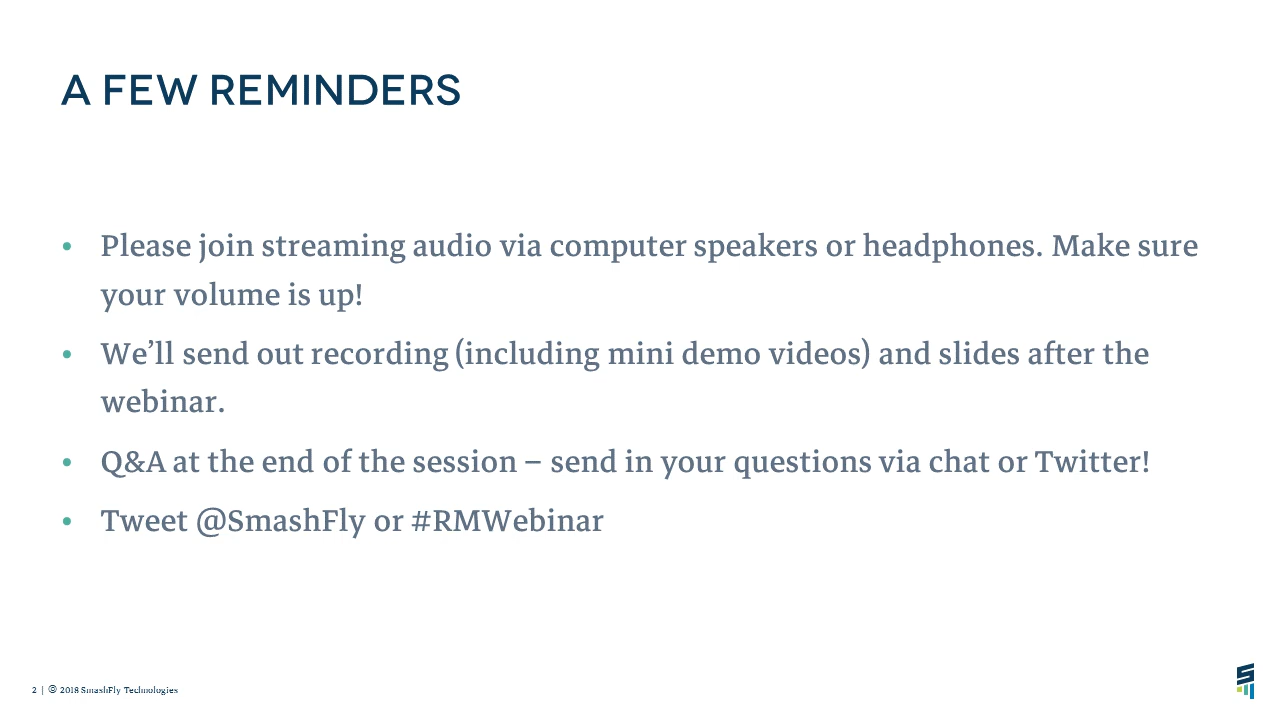 A FEW REMINDERS
• Please join streaming audio via computer speakers or headphones. Make sure
your volume is up!
• We’ll send out recording (including mini demo videos) and slides after the
webinar.
• Q&A at the end of the session – send in your questions via chat or Twitter!
• Tweet @SmashFly or #RMWebinar
2 | © 2018 SmashFly Technologies